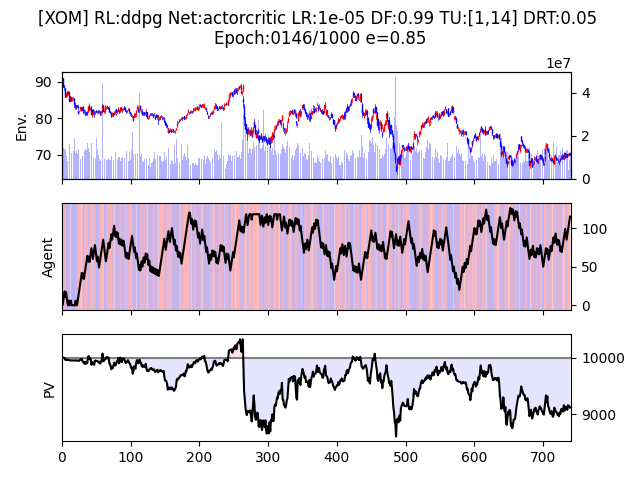 [XOM] RL:ddpg Net:actorcritic LR:1e-05 DF:0.99 TU:[1,14] DRT:0.05
Epoch:0146/1000 e=0.85
1e7
Env.
90
80
70
4
2
0
Agent
100
50
0
PV
10000
9000
0 100 200 300 400 500 600 700